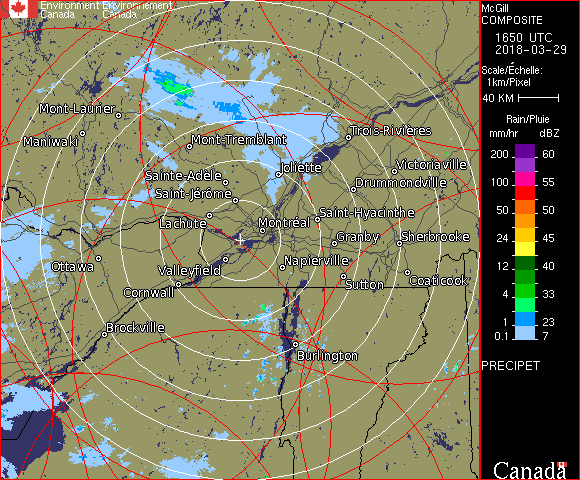 Environment Environnement
Canada Canada
McGill
COMPOSITE
1650 UTC
2018-03-29
Scale/Échelle:
1km/Pixel
40 KM
Rain/Pluie
mm/hr dBZ
200 60
100 55
50 50
24 45
12 40
4 33
1 23
0.1 7
PRECIPET
Canada
Mont-Laurier
Maniwaki
Mont-Tremblant
Trois-Rivières
Joliette
Victoriaville
Sainte-Adèle
Drummondville
Saint-Jérôme
Lachute
Saint-Hyacinthe
Montréal
Granby
Sherbrooke
Ottawa
Valleyfield
Napierville
Sutton
Coaticook
Cornwall
Brockville
Burlington